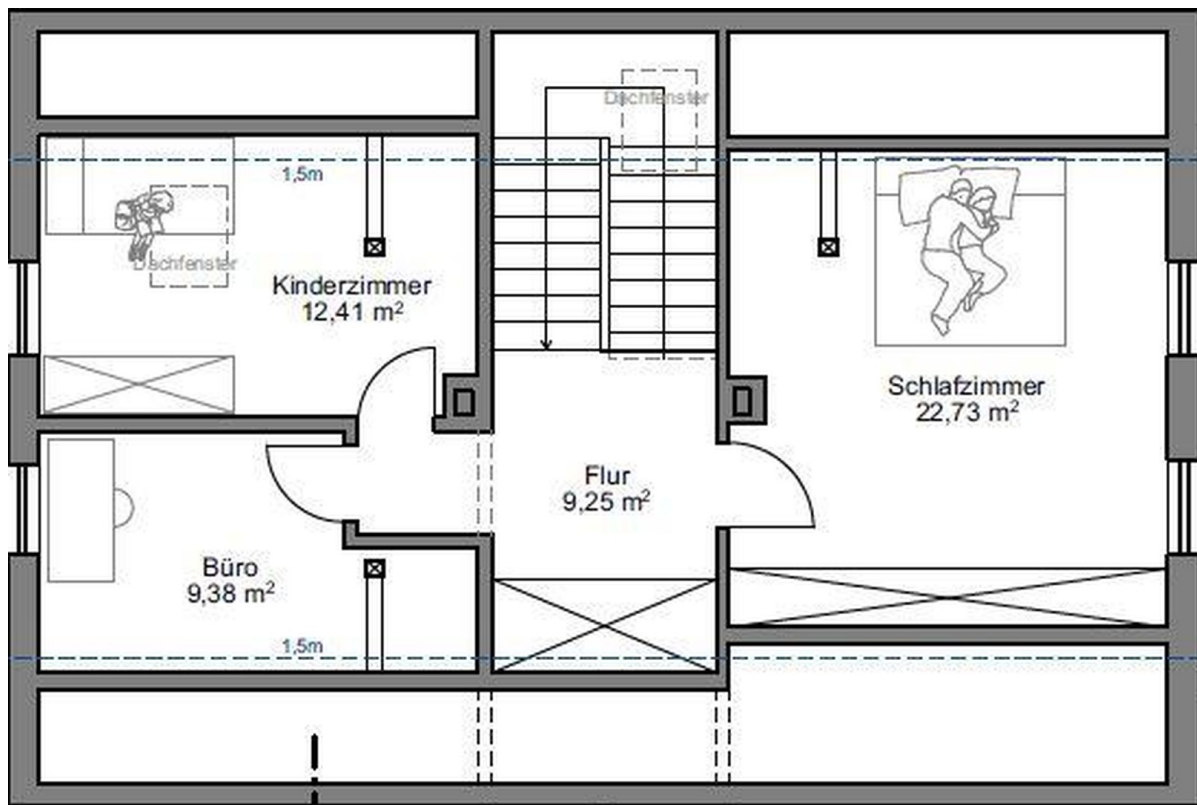 Dachfenster
1,5m
Dachfenster
Kinderzimmer
12,41 m²
Schlafzimmer
22,73 m²
Flur
9,25 m²
Büro
9,38 m²
1,5m